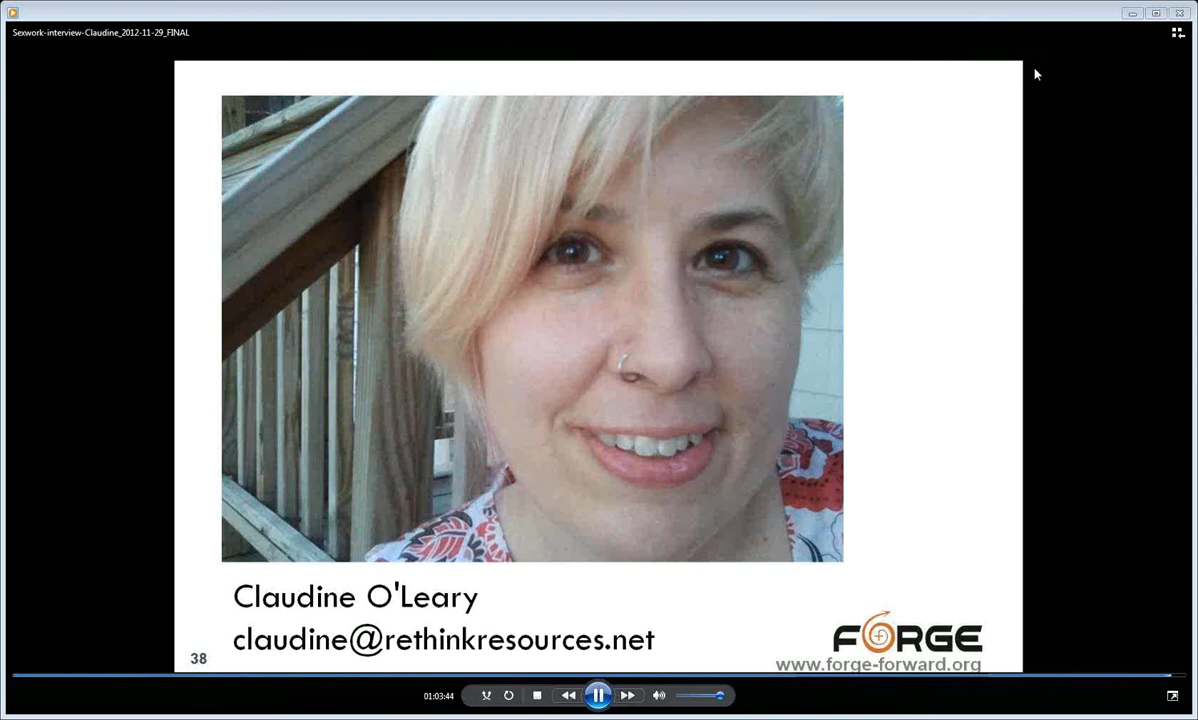 Sexwork-interview-Claudine_2012-11-29_FINAL
Claudine O'Leary
claudine@rethinkresources.net
38
FORGE
www.forge-forward.org
01:03:44